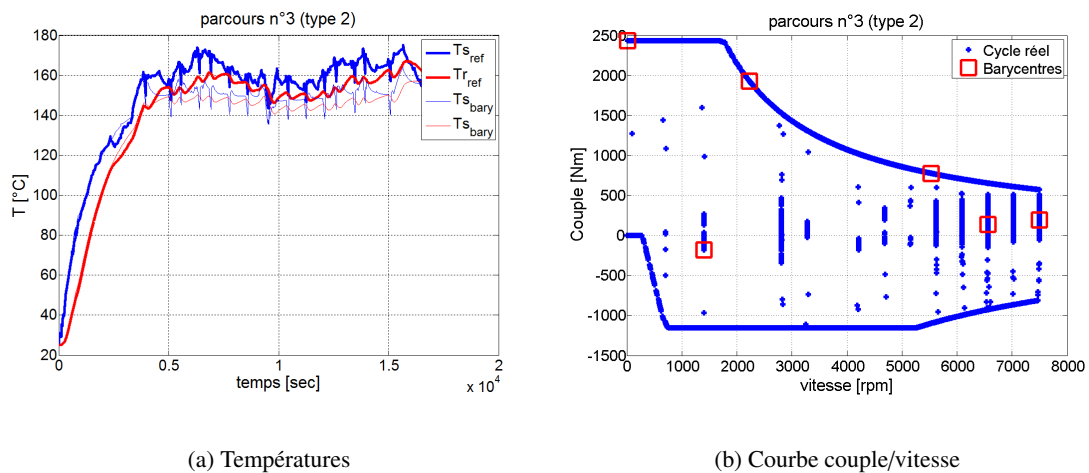 parcours n°3 (type 2)
180
160
140
120
100
80
60
40
20
T [°C]
0
0.5
1
1.5
2
x 10^4
temps [sec]
Ts_ref
Tr_ref
Ts_bary
Ts_bary
(a) Températures
parcours n°3 (type 2)
2500
2000
1500
1000
500
0
-500
-1000
-1500
Couple [Nm]
0
1000
2000
3000
4000
5000
6000
7000
8000
vitesse [rpm]
Cycle réel
Barycentres
(b) Courbe couple/vitesse